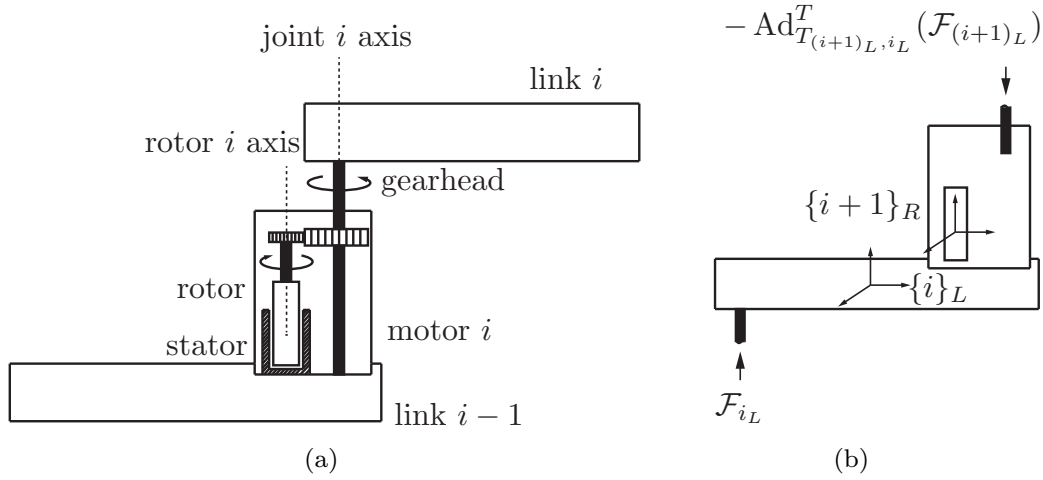 joint i axis
link i
rotor i axis
gearhead
rotor
stator
motor i
link i − 1
(a)
− Ad^T_{T_{(i+1)_L, i_L}} (F_{(i+1)_L})
{i + 1}_R
{i}_L
F_{i_L}
(b)